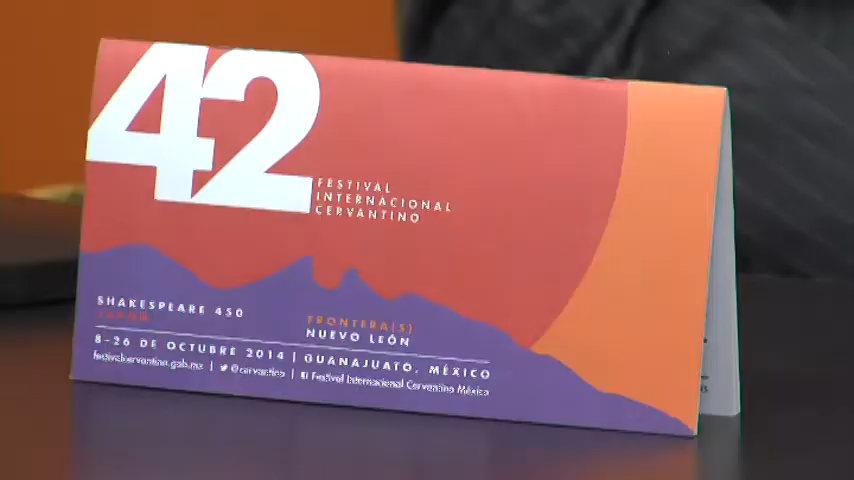 42
FESTIVAL
INTERNACIONAL
CERVANTINO
SHAKESPEARE 450
FRONTERA(S)
NUEVO LEÓN
8-26 DE OCTUBRE 2014 | GUANAJUATO, MÉXICO
festivalcervantino.gob.mx | @cervantino | Festival Internacional Cervantino México